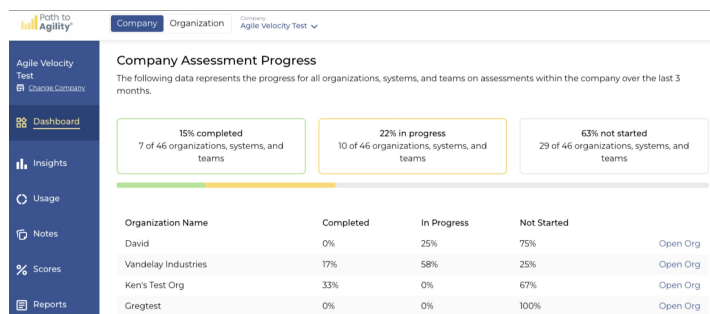 Path to
Agility®
Company
Organization
Company
Agile Velocity Test
Agile Velocity
Test
Change Company
Dashboard
Insights
Usage
Notes
Scores
Reports
Company Assessment Progress
The following data represents the progress for all organizations, systems, and teams on assessments within the company over the last 3
months.
15% completed
7 of 46 organizations, systems, and
teams
22% in progress
10 of 46 organizations, systems, and
teams
63% not started
29 of 46 organizations, systems, and
teams
Organization Name Completed In Progress Not Started
David 0% 25% 75% Open Org
Vandelay Industries 17% 58% 25% Open Org
Ken's Test Org 33% 0% 67% Open Org
Gregtest 0% 0% 100% Open Org